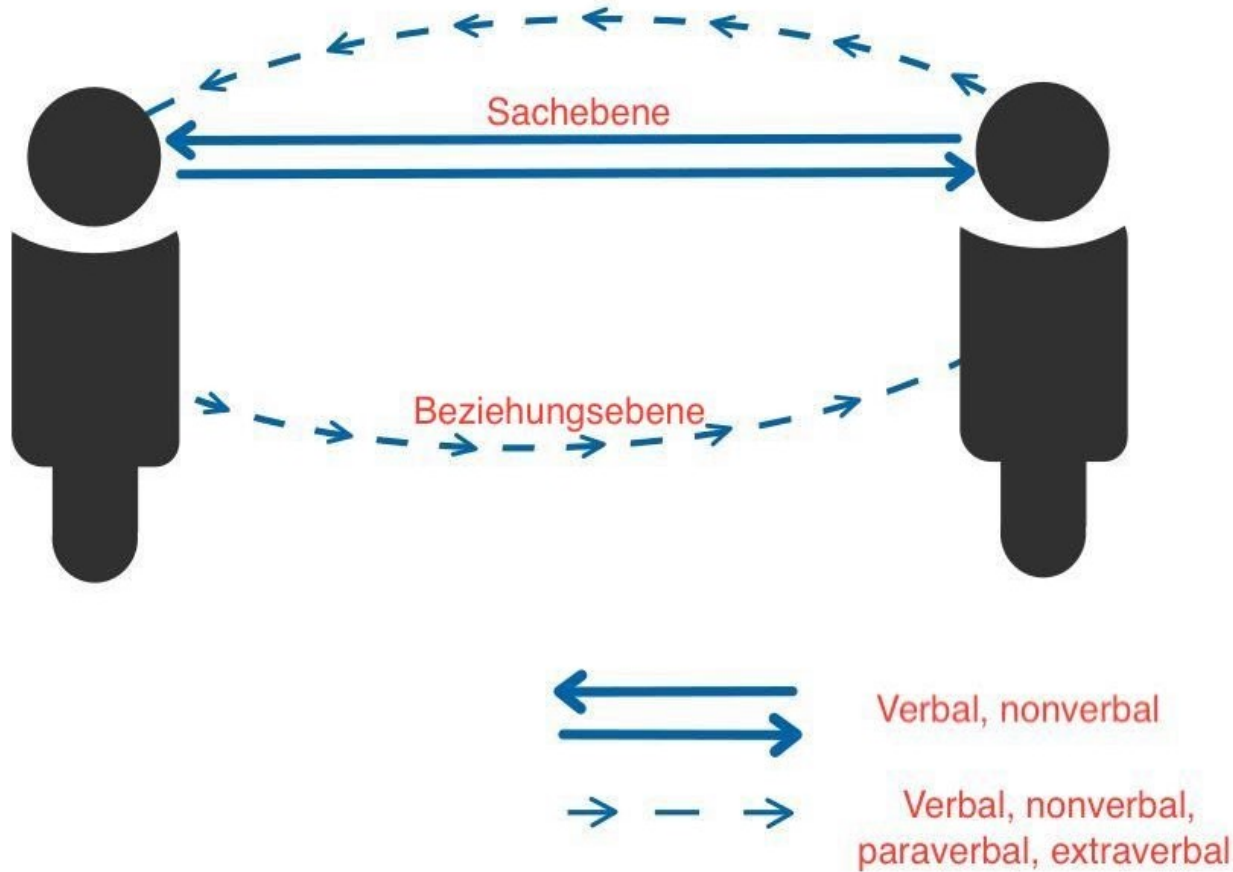 Sachebene
Beziehungsebene
Verbal, nonverbal
Verbal, nonverbal,
paraverbal, extraverbal